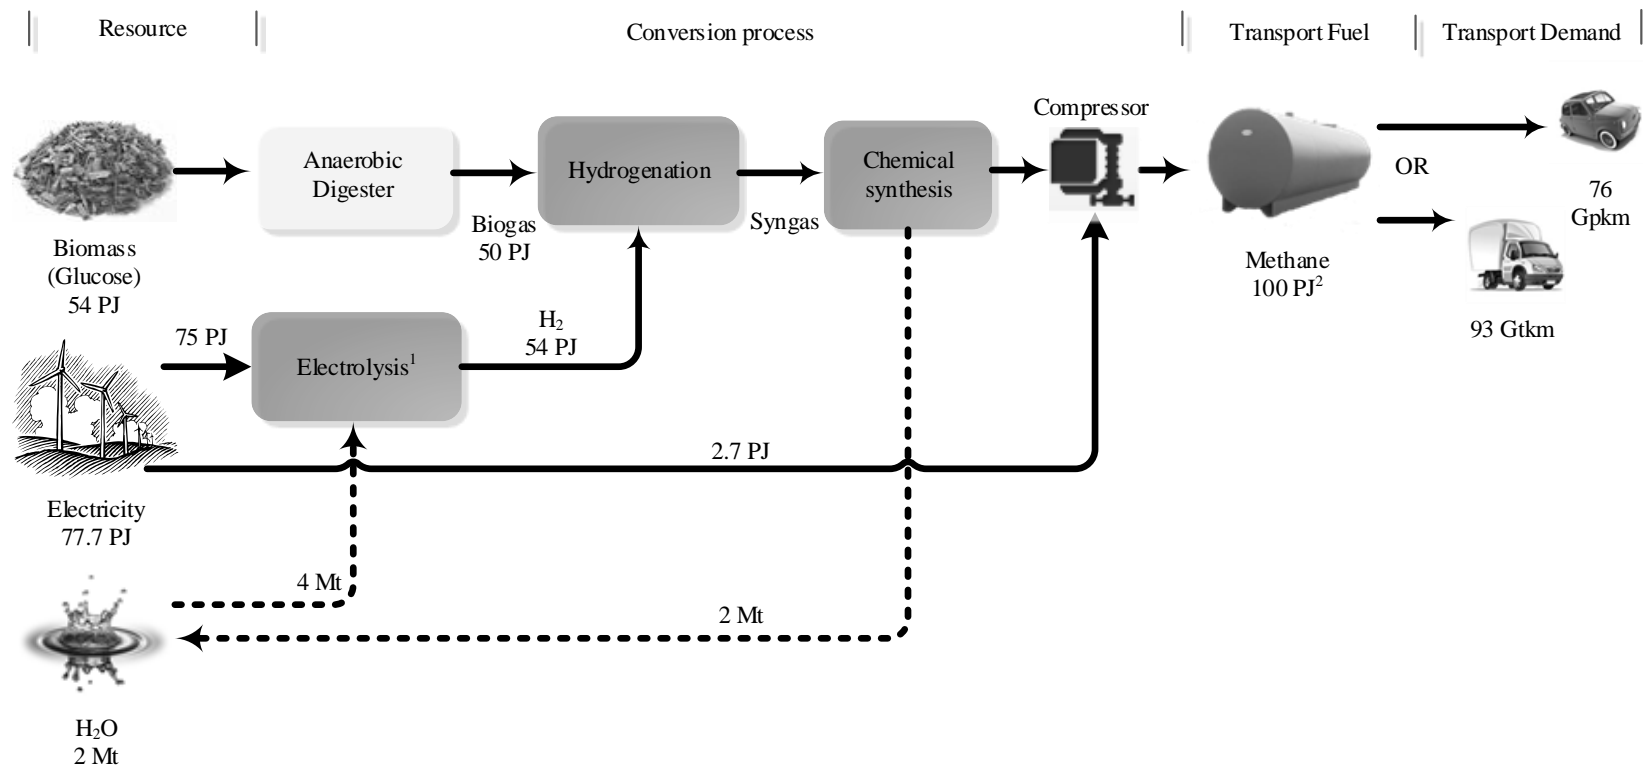 Resource
Conversion process
Transport Fuel
Transport Demand
Compressor
Anaerobic
Digester
Hydrogenation
Chemical
synthesis
OR
Biogas
50 PJ
Syngas
76
Gpkm
Biomass
(Glucose)
54 PJ
Methane
100 PJ²
93 Gtkm
75 PJ
H₂
54 PJ
Electrolysis¹
2.7 PJ
Electricity
77.7 PJ
4 Mt
2 Mt
H₂O
2 Mt